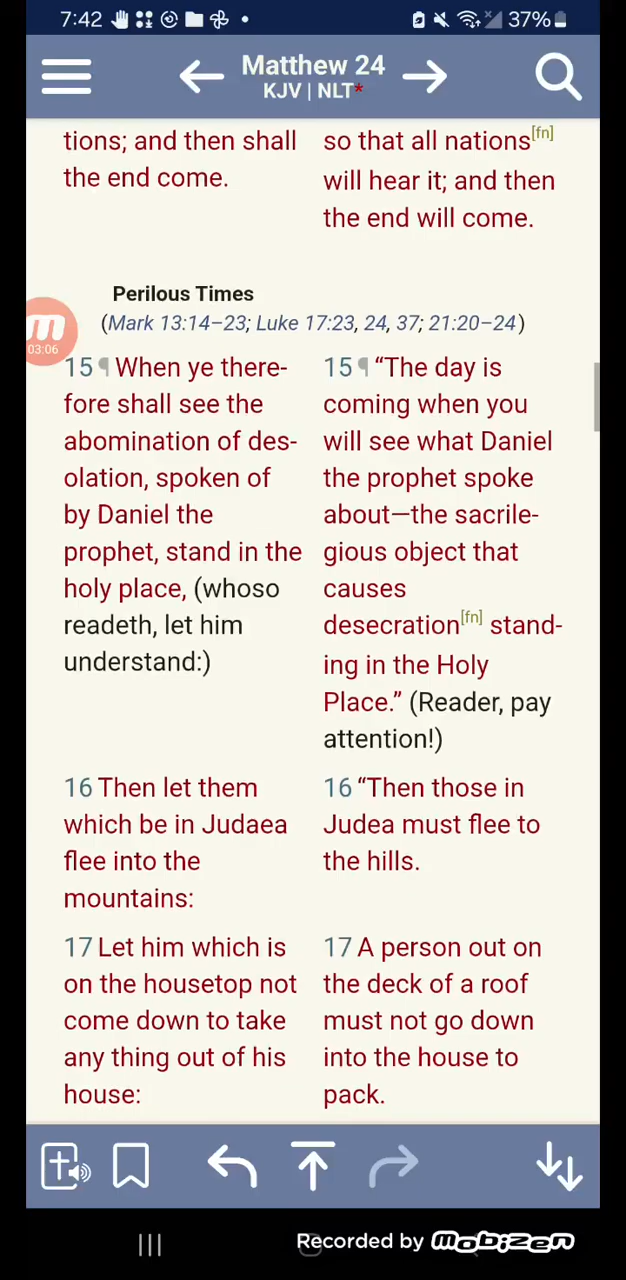 7:42
37%
Matthew 24
KJV | NLT*
tions; and then shall
the end come.
so that all nations[fn]
will hear it; and then
the end will come.
Perilous Times
(Mark 13:14–23; Luke 17:23, 24, 37; 21:20–24)
m
03:06
15 ¶ When ye there-
fore shall see the
abomination of des-
olation, spoken of
by Daniel the
prophet, stand in the
holy place, (whoso
readeth, let him
understand:)
15 ¶ “The day is
coming when you
will see what Daniel
the prophet spoke
about—the sacrile-
gious object that
causes
desecration[fn] stand-
ing in the Holy
Place.” (Reader, pay
attention!)
16 Then let them
which be in Judaea
flee into the
mountains:
16 “Then those in
Judea must flee to
the hills.
17 Let him which is
on the housetop not
come down to take
any thing out of his
house:
17 A person out on
the deck of a roof
must not go down
into the house to
pack.
Recorded by mobizen